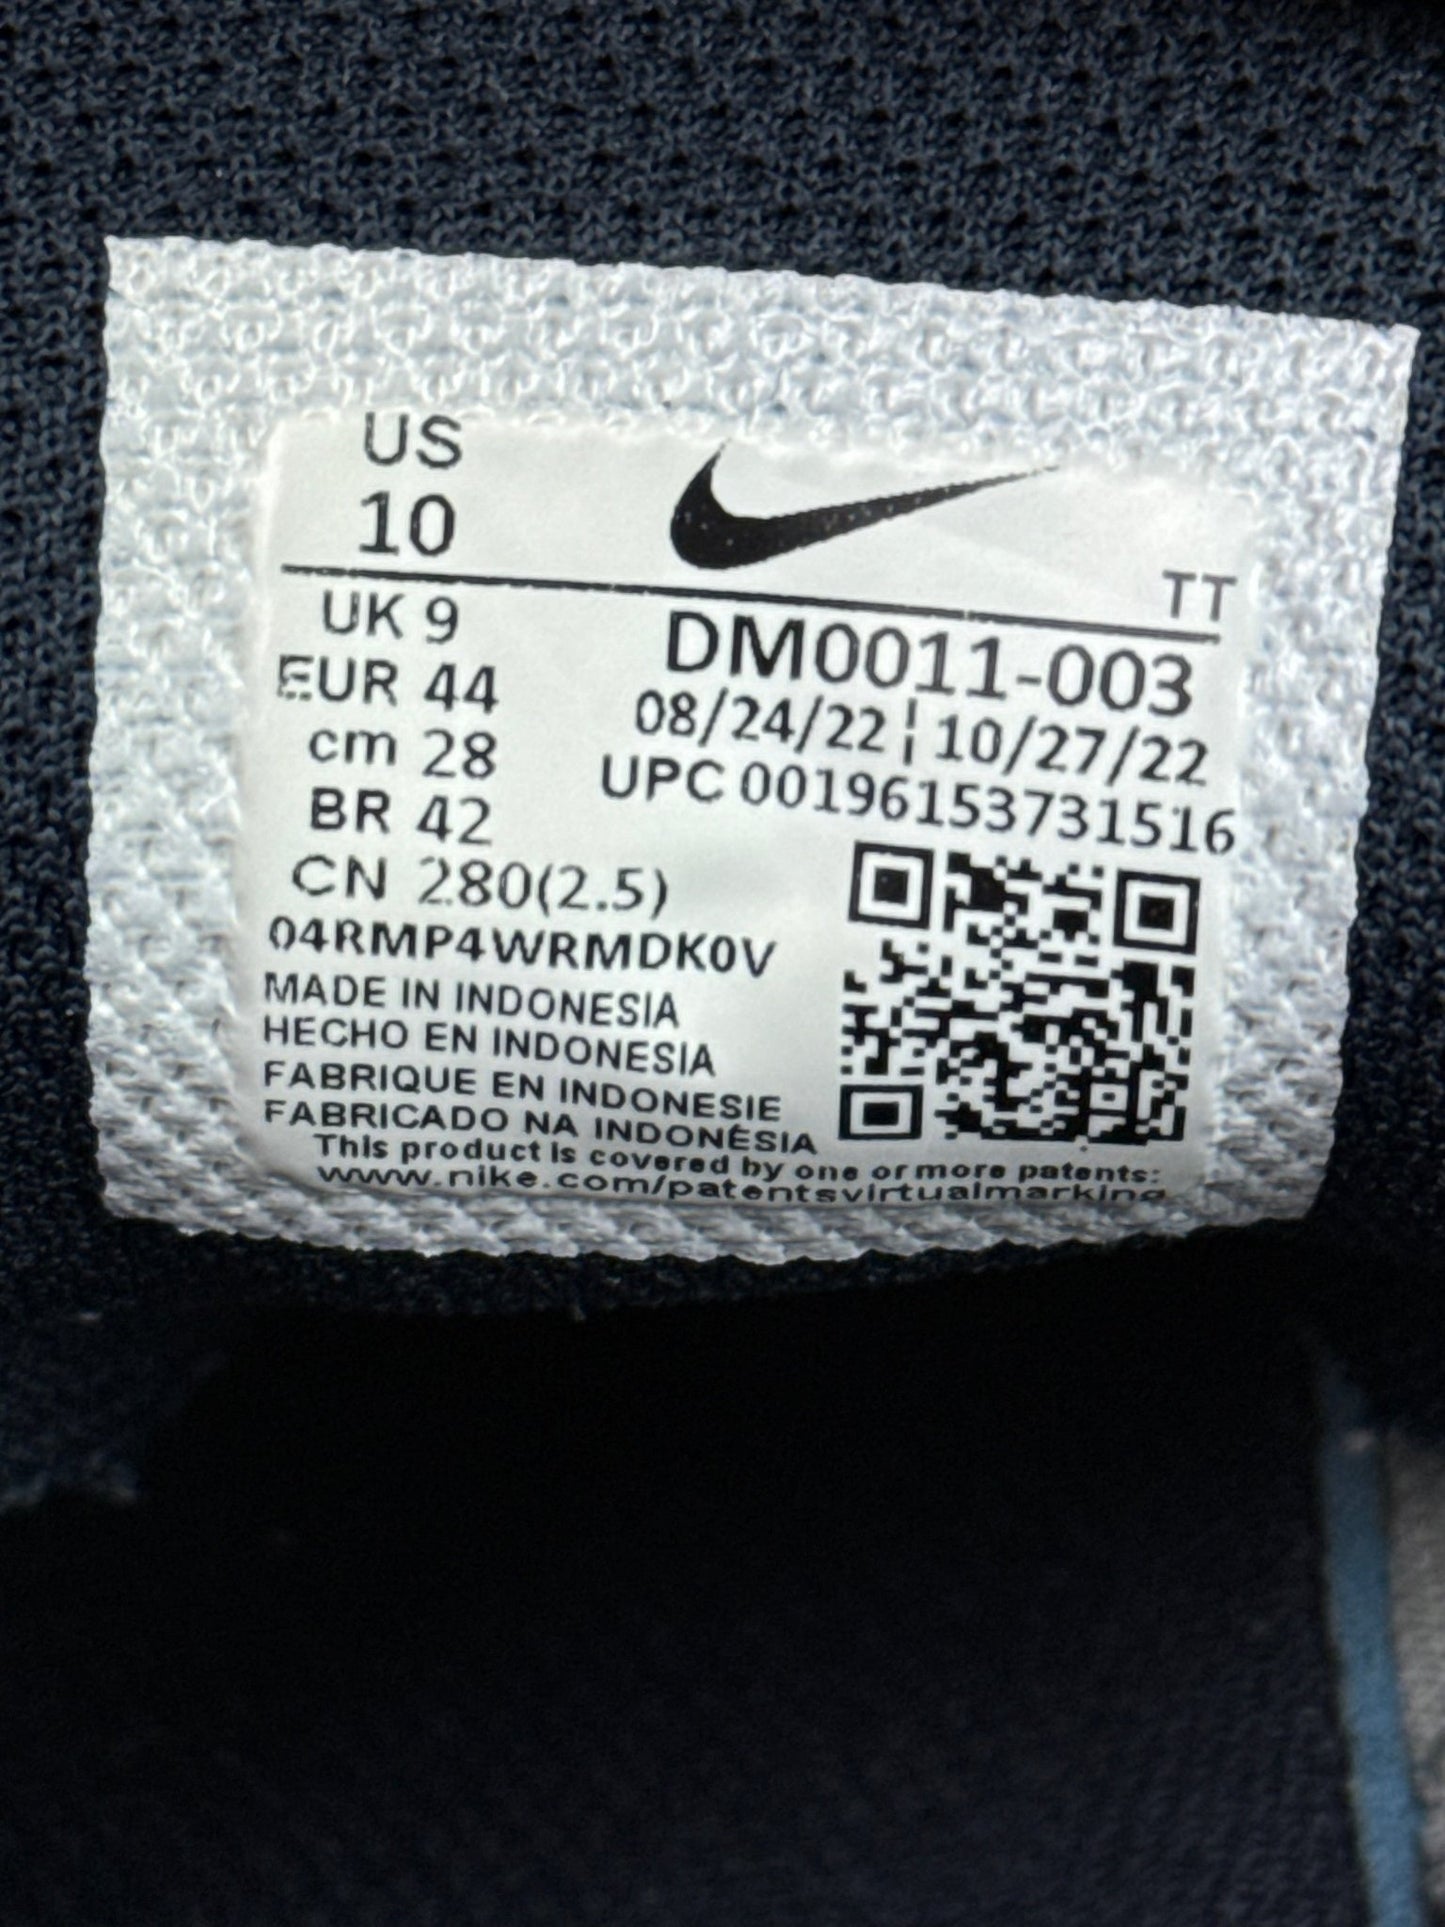 US
10
TT
UK 9
EUR 44
cm 28
BR 42
CN 280(2.5)
DM0011-003
08/24/22 ¦ 10/27/22
UPC 00196153731516
04RMP4WRMDK0V
MADE IN INDONESIA
HECHO EN INDONESIA
FABRIQUE EN INDONESIE
FABRICADO NA INDONÉSIA
This product is covered by one or more patents:
www.nike.com/patentsvirtualmarking